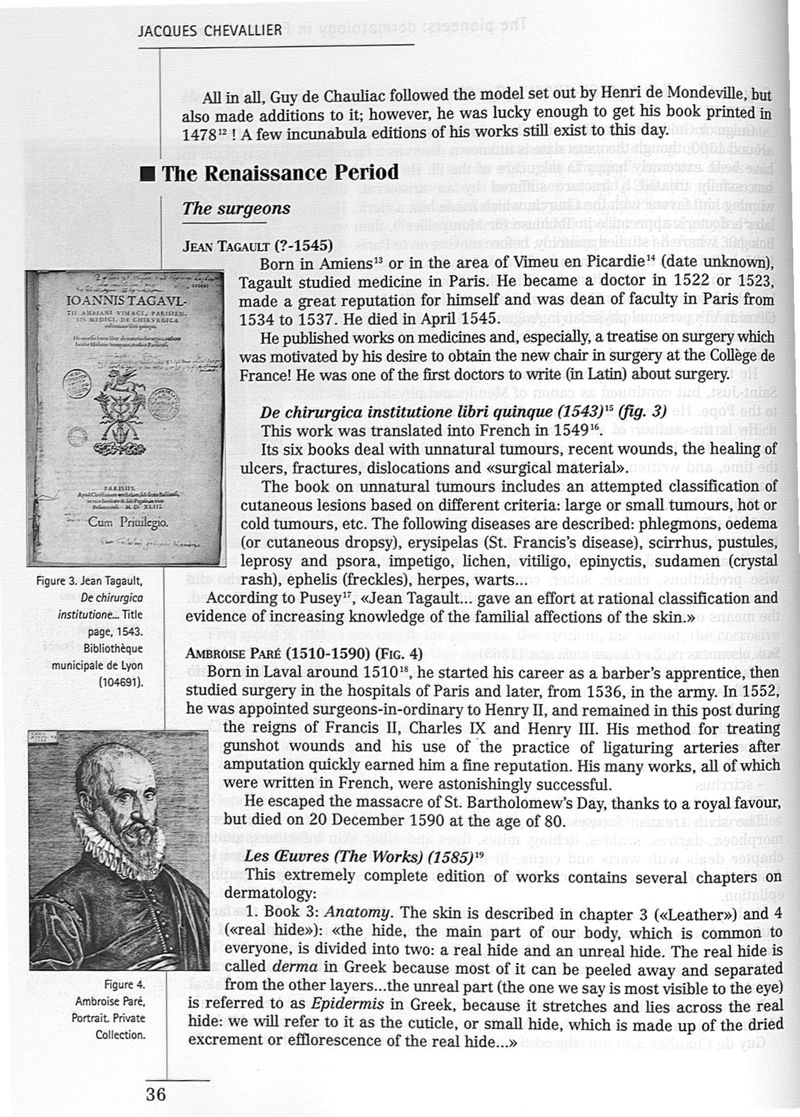 JACQUES CHEVALLIER
All in all, Guy de Chauliac followed the model set out by Henri de Mondeville, but
also made additions to it; however, he was lucky enough to get his book printed in
1478¹² ! A few incunabula editions of his works still exist to this day.
■ The Renaissance Period
The surgeons
JEAN TAGAULT (?-1545)
Born in Amiens¹³ or in the area of Vimeu en Picardie¹⁴ (date unknown),
Tagault studied medicine in Paris. He became a doctor in 1522 or 1523,
made a great reputation for himself and was dean of faculty in Paris from
1534 to 1537. He died in April 1545.
He published works on medicines and, especially, a treatise on surgery which
was motivated by his desire to obtain the new chair in surgery at the Collège de
France! He was one of the first doctors to write (in Latin) about surgery.
De chirurgica institutione libri quinque (1543)¹⁵ (fig. 3)
This work was translated into French in 1549¹⁶.
Its six books deal with unnatural tumours, recent wounds, the healing of
ulcers, fractures, dislocations and «surgical material».
The book on unnatural tumours includes an attempted classification of
cutaneous lesions based on different criteria: large or small tumours, hot or
cold tumours, etc. The following diseases are described: phlegmons, oedema
(or cutaneous dropsy), erysipelas (St. Francis's disease), scirrhus, pustules,
leprosy and psora, impetigo, lichen, vitiligo, epinyctis, sudamen (crystal
rash), ephelis (freckles), herpes, warts...
According to Pusey¹⁷, «Jean Tagault... gave an effort at rational classification and
evidence of increasing knowledge of the familial affections of the skin.»
IOANNIS TAGAVL-
TII AMBIANI VIMACI, PARISIEN-
SIS MEDICI, DE CHIRVRGICA
PARISIIS,
M. D. XLIII.
Cum Priuilegio.
Figure 3. Jean Tagault,
De chirurgica
institutione... Title
page, 1543.
Bibliothèque
municipale de Lyon
(104691).
AMBROISE PARÉ (1510-1590) (FIG. 4)
Born in Laval around 1510¹⁸, he started his career as a barber's apprentice, then
studied surgery in the hospitals of Paris and later, from 1536, in the army. In 1552,
he was appointed surgeons-in-ordinary to Henry II, and remained in this post during
the reigns of Francis II, Charles IX and Henry III. His method for treating
gunshot wounds and his use of the practice of ligaturing arteries after
amputation quickly earned him a fine reputation. His many works, all of which
were written in French, were astonishingly successful.
He escaped the massacre of St. Bartholomew's Day, thanks to a royal favour,
but died on 20 December 1590 at the age of 80.
Les Œuvres (The Works) (1585)¹⁹
This extremely complete edition of works contains several chapters on
dermatology:
1. Book 3: Anatomy. The skin is described in chapter 3 («Leather») and 4
(«real hide»): «the hide, the main part of our body, which is common to
everyone, is divided into two: a real hide and an unreal hide. The real hide is
called derma in Greek because most of it can be peeled away and separated
from the other layers...the unreal part (the one we say is most visible to the eye)
is referred to as Epidermis in Greek, because it stretches and lies across the real
hide: we will refer to it as the cuticle, or small hide, which is made up of the dried
excrement or efflorescence of the real hide...»
Figure 4.
Ambroise Paré,
Portrait. Private
Collection.
36